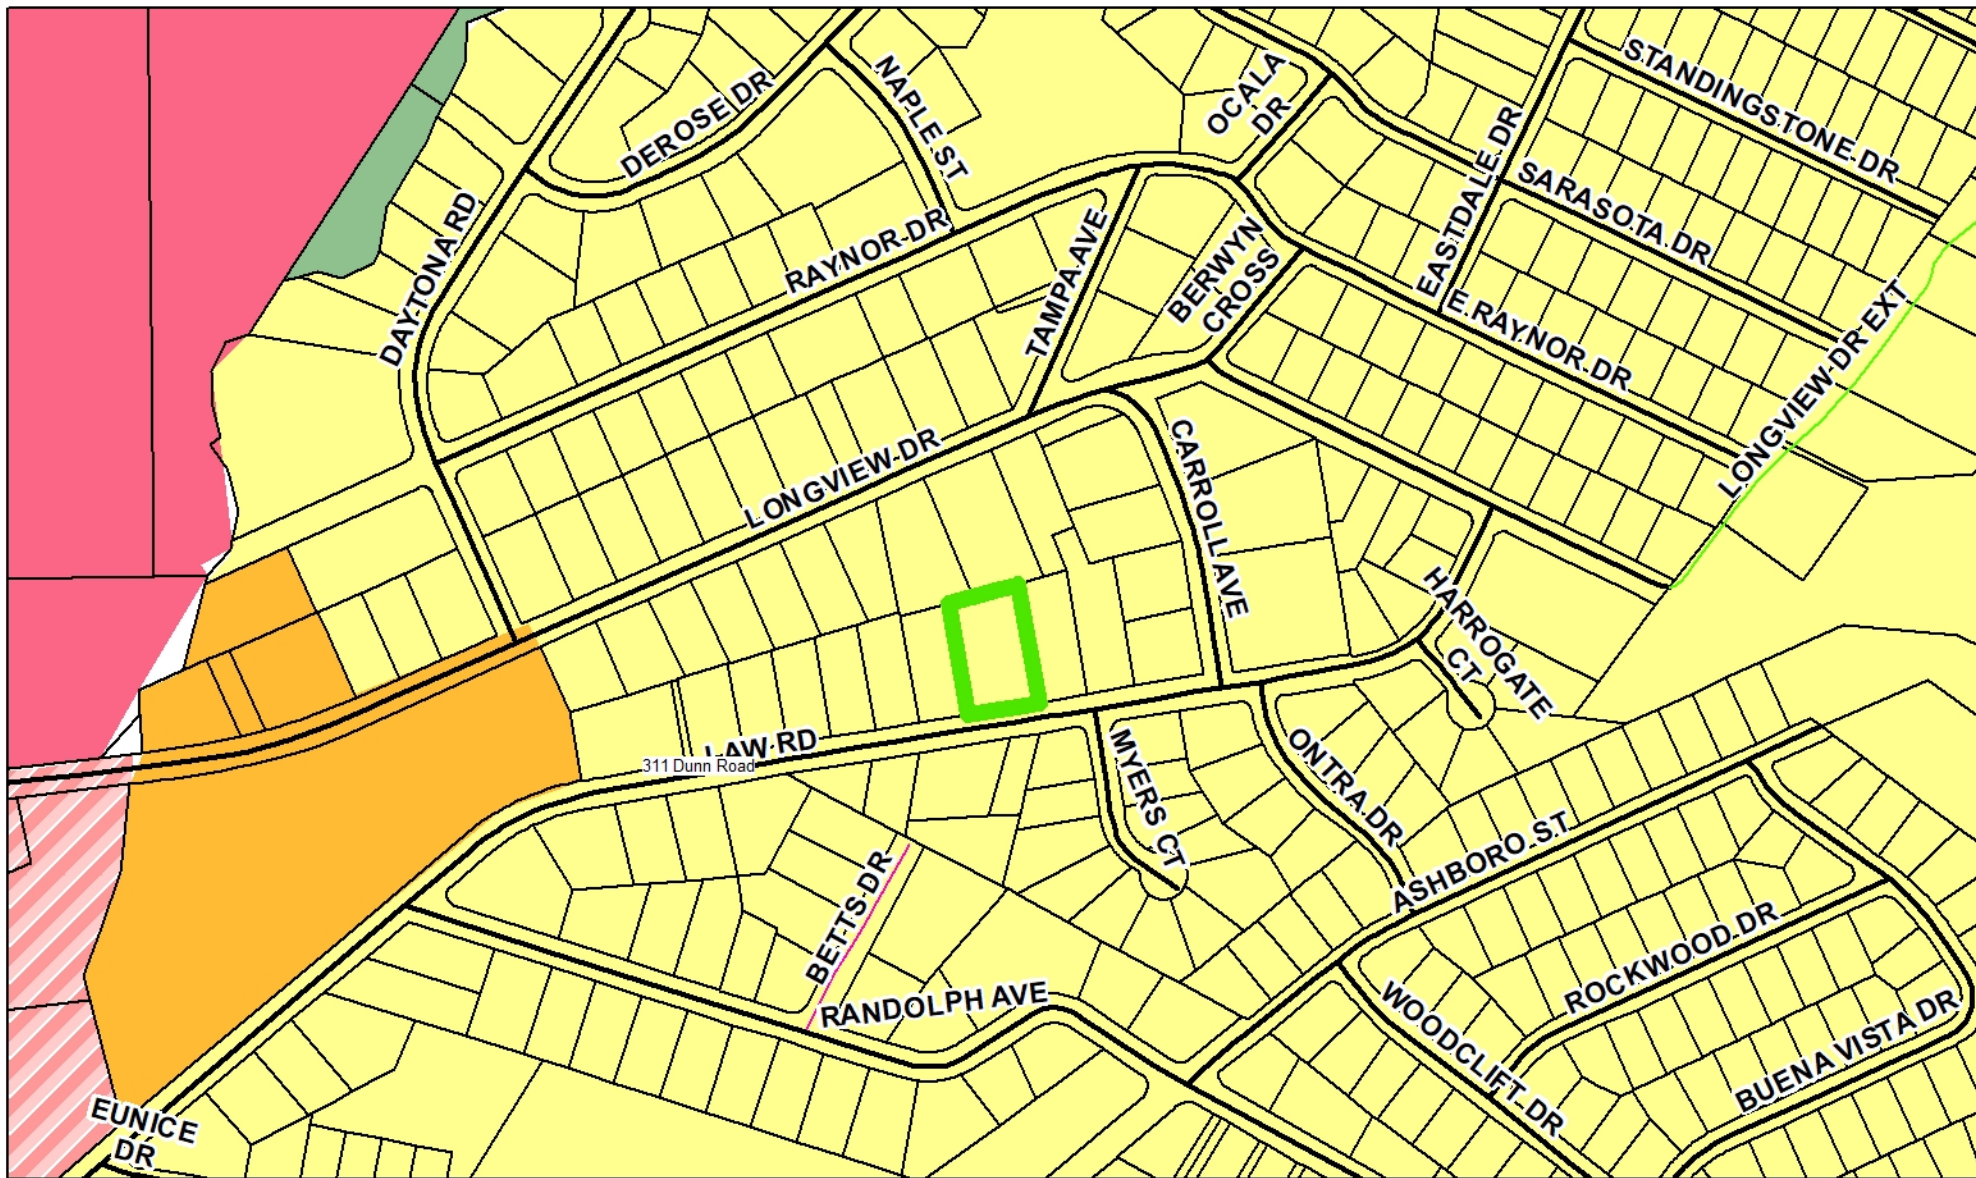 STANDINGSTONE DR
NAPLE ST
OCALA
DR
DEROSE DR
EASTDALE DR
SARASOTA DR
DAYTONA RD
RAYNOR DR
TAMPA AVE
BERWYN
CROSS
E RAYNOR DR
LONGVIEW DR EXT
LONGVIEW DR
CARROLL AVE
HARROGATE
CT
LAW RD
311 Dunn Road
MYERS CT
ONTRA DR
ASHBORO ST
BETTS DR
RANDOLPH AVE
ROCKWOOD DR
WOODCLIFT DR
BUENA VISTA DR
EUNICE
DR